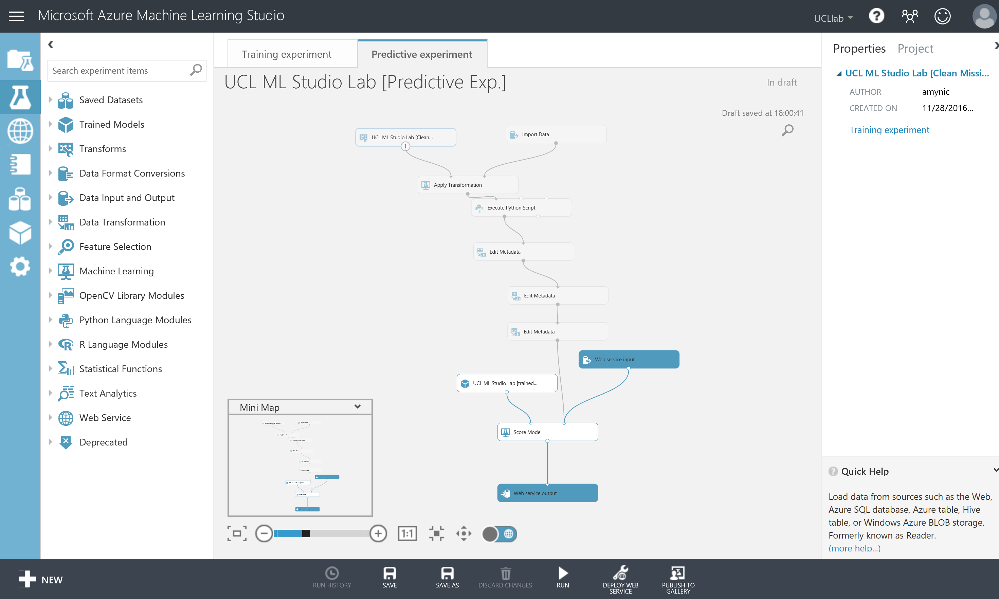 Microsoft Azure Machine Learning Studio
UCLlab
Search experiment items
Saved Datasets
Trained Models
Transforms
Data Format Conversions
Data Input and Output
Data Transformation
Feature Selection
Machine Learning
OpenCV Library Modules
Python Language Modules
R Language Modules
Statistical Functions
Text Analytics
Web Service
Deprecated
Training experiment
Predictive experiment
UCL ML Studio Lab [Predictive Exp.]
In draft
Draft saved at 18:00:41
UCL ML Studio Lab [Clean...
1
Import Data
Apply Transformation
Execute Python Script
Edit Metadata
Edit Metadata
Edit Metadata
Web service input
UCL ML Studio Lab [trained...
Score Model
Web service output
Mini Map
1:1
Properties
Project
UCL ML Studio Lab [Clean Missi...
AUTHOR amynic
CREATED ON 11/28/2016...
Training experiment
Quick Help
Load data from sources such as the Web,
Azure SQL database, Azure table, Hive
table, or Windows Azure BLOB storage.
Formerly known as Reader.
(more help...)
NEW
RUN HISTORY
SAVE
SAVE AS
DISCARD CHANGES
RUN
DEPLOY WEB
SERVICE
PUBLISH TO
GALLERY